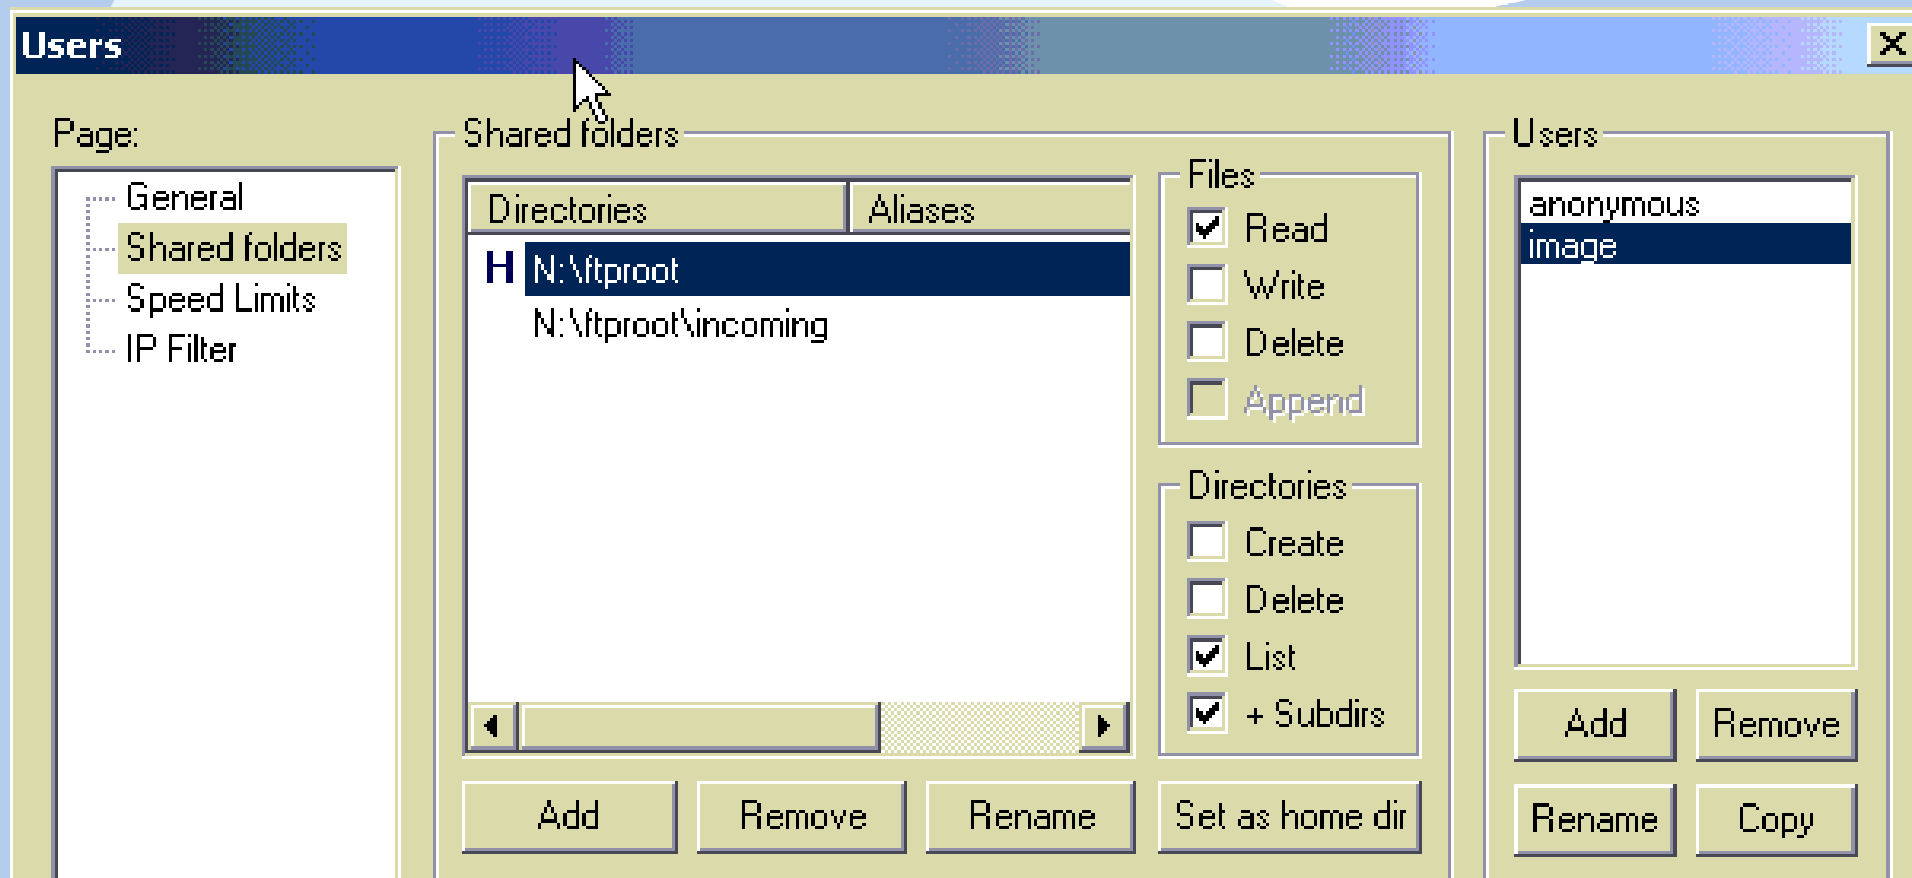 Users
Page:
General
Shared folders
Speed Limits
IP Filter
Shared folders
Directories Aliases
H N:\ftproot
N:\ftproot\incoming
Add Remove Rename Set as home dir
Files
Read
Write
Delete
Append
Directories
Create
Delete
List
+ Subdirs
Users
anonymous
image
Add Remove
Rename Copy